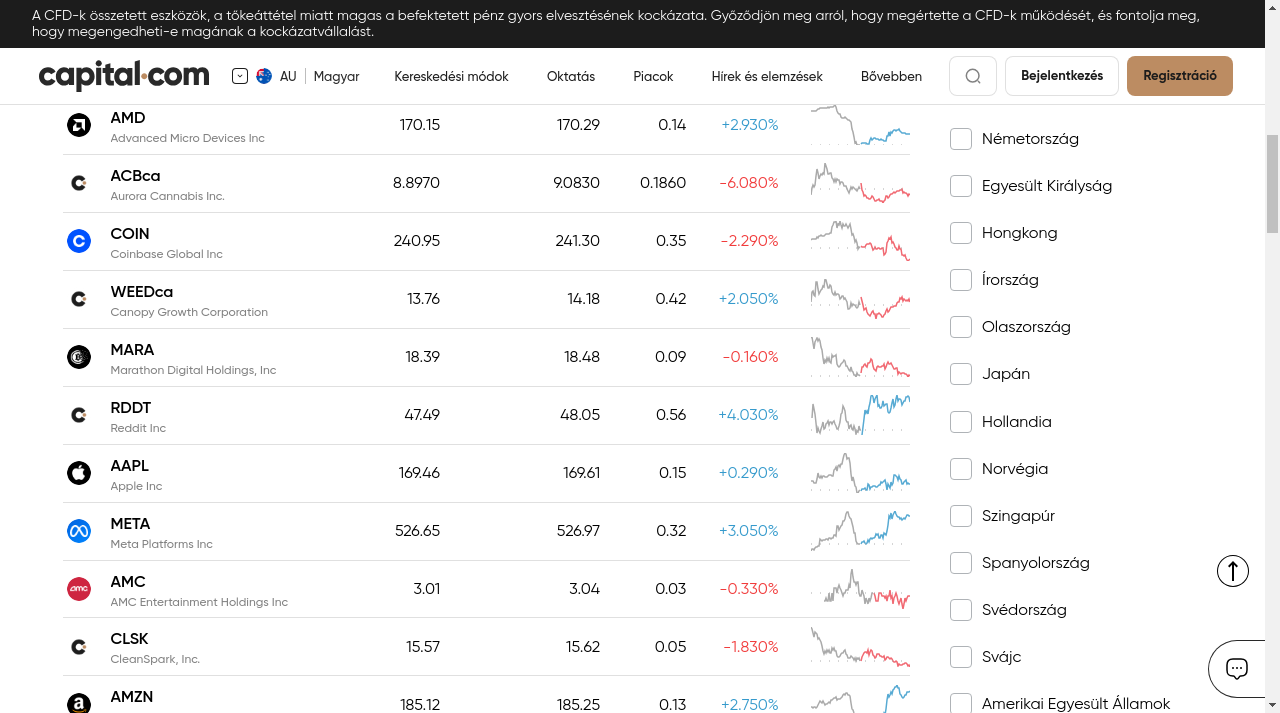 A CFD-k összetett eszközök, a tőkeáttétel miatt magas a befektetett pénz gyors elvesztésének kockázata. Győződjön meg arról, hogy megértette a CFD-k működését, és fontolja meg,
hogy megengedheti-e magának a kockázatvállalást.
capital.com AU Magyar Kereskedési módok Oktatás Piacok Hírek és elemzések Bővebben Bejelentkezés Regisztráció
AMD 170.15 170.29 0.14 +2.930%
Advanced Micro Devices Inc
ACBca 8.8970 9.0830 0.1860 -6.080%
Aurora Cannabis Inc.
COIN 240.95 241.30 0.35 -2.290%
Coinbase Global Inc
WEEDca 13.76 14.18 0.42 +2.050%
Canopy Growth Corporation
MARA 18.39 18.48 0.09 -0.160%
Marathon Digital Holdings, Inc
RDDT 47.49 48.05 0.56 +4.030%
Reddit Inc
AAPL 169.46 169.61 0.15 +0.290%
Apple Inc
META 526.65 526.97 0.32 +3.050%
Meta Platforms Inc
AMC 3.01 3.04 0.03 -0.330%
amc
AMC Entertainment Holdings Inc
CLSK 15.57 15.62 0.05 -1.830%
CleanSpark, Inc.
AMZN 185.12 185.25 0.13 +2.750%
Németország
Egyesült Királyság
Hongkong
Írország
Olaszország
Japán
Hollandia
Norvégia
Szingapúr
Spanyolország
Svédország
Svájc
Amerikai Egyesült Államok